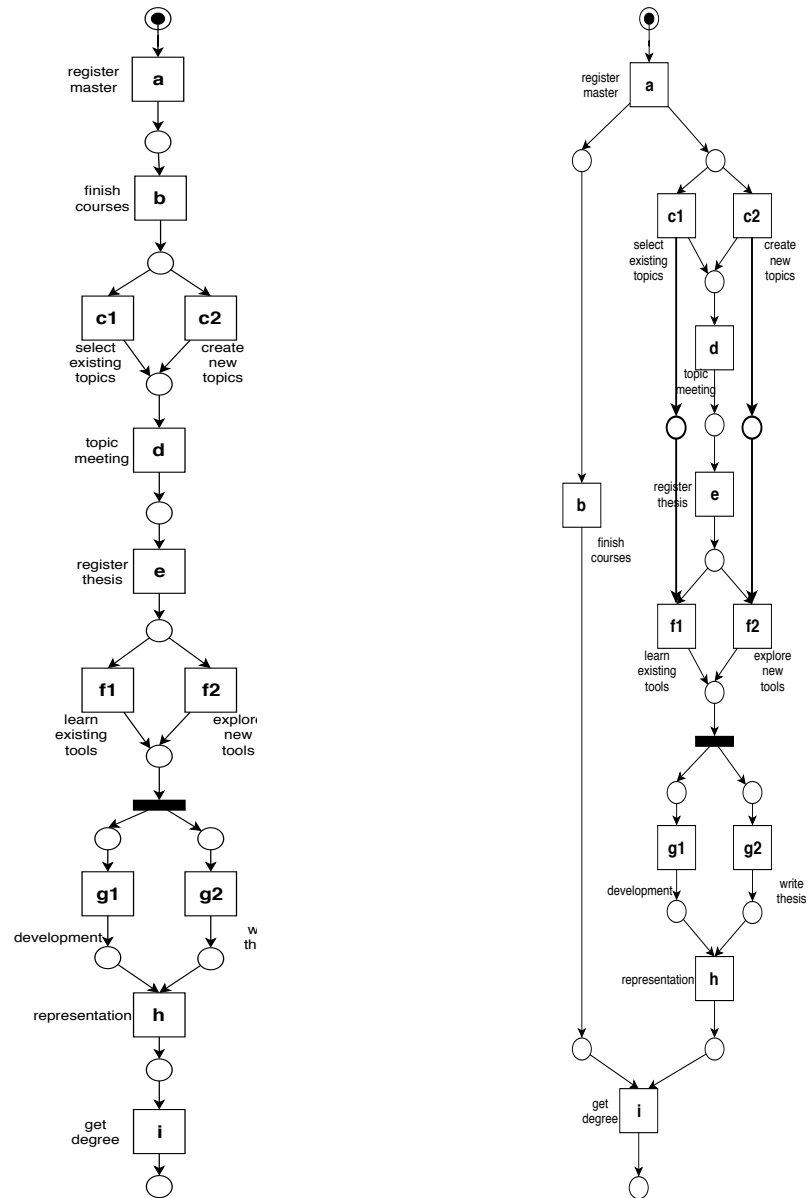 a
register
master
b
finish
courses
c1
c2
select
existing
topics
create
new
topics
d
topic
meeting
e
register
thesis
f1
f2
learn
existing
tools
new
tools
g1
g2
development
h
representation
i
get
degree
a
register
master
c1
c2
select
existing
topics
create
new
topics
d
topic
meeting
b
finish
courses
e
register
thesis
f1
f2
learn
existing
tools
explore
new
tools
g1
g2
development
write
thesis
h
representation
i
get
degree